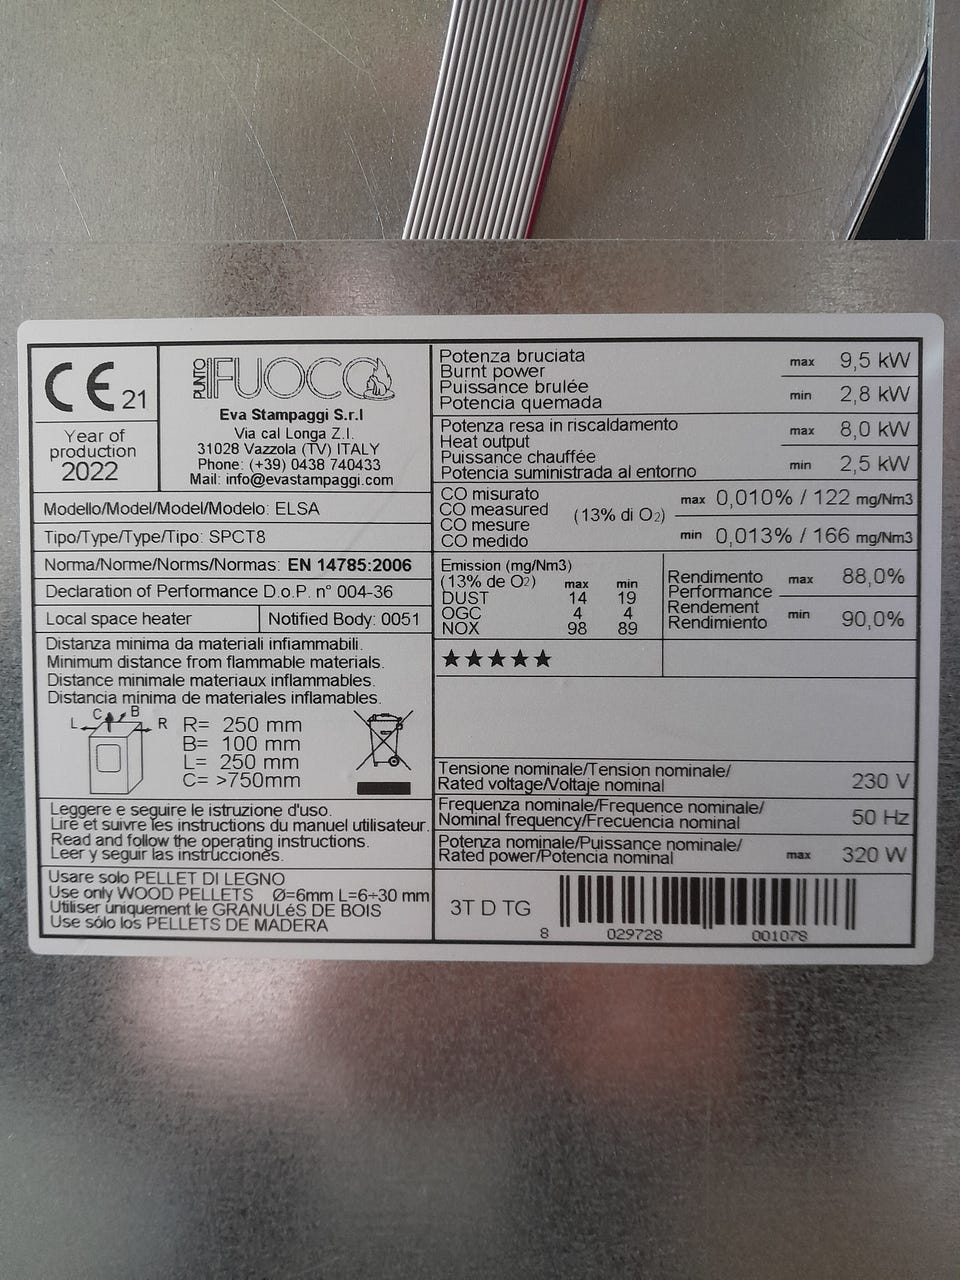 CE 21
Year of
production
2022
PUNTO FUOCO
Eva Stampaggi S.r.l
Via cal Longa Z.I.
31028 Vazzola (TV) ITALY
Phone: (+39) 0438 740433
Mail: info@evastampaggi.com
Modello/Model/Model/Modelo: ELSA
Tipo/Type/Type/Tipo: SPCT8
Norma/Norme/Norms/Normas: EN 14785:2006
Declaration of Performance D.o.P. n° 004-36
Local space heater
Notified Body: 0051
Distanza minima da materiali infiammabili.
Minimum distance from flammable materials.
Distance minimale materiaux inflammables.
Distancia minima de materiales inflamables.
L C B R
R= 250 mm
B= 100 mm
L= 250 mm
C= >750mm
Leggere e seguire le istruzione d'uso.
Lire et suivre les instructions du manuel utilisateur.
Read and follow the operating instructions.
Leer y seguir las instrucciones.
Usare solo PELLET DI LEGNO
Use only WOOD PELLETS Ø=6mm L=6÷30 mm
Utiliser uniquement le GRANULéS DE BOIS
Use sólo los PELLETS DE MADERA
Potenza bruciata
Burnt power
Puissance brulée
Potencia quemada
max 9,5 kW
min 2,8 kW
Potenza resa in riscaldamento
Heat output
Puissance chauffée
Potencia suministrada al entorno
max 8,0 kW
min 2,5 kW
CO misurato
CO measured
CO mesure
CO medido
(13% di O2)
max 0,010% / 122 mg/Nm3
min 0,013% / 166 mg/Nm3
Emission (mg/Nm3)
(13% de O2) max min
DUST 14 19
OGC 4 4
NOX 98 89
Rendimento
Performance
Rendement
Rendimiento
max 88,0%
min 90,0%
★★★★★
Tensione nominale/Tension nominale/
Rated voltage/Voltaje nominal
230 V
Frequenza nominale/Frequence nominale/
Nominal frequency/Frecuencia nominal
50 Hz
Potenza nominale/Puissance nominale/
Rated power/Potencia nominal
max 320 W
3T D TG
8 029728 001078